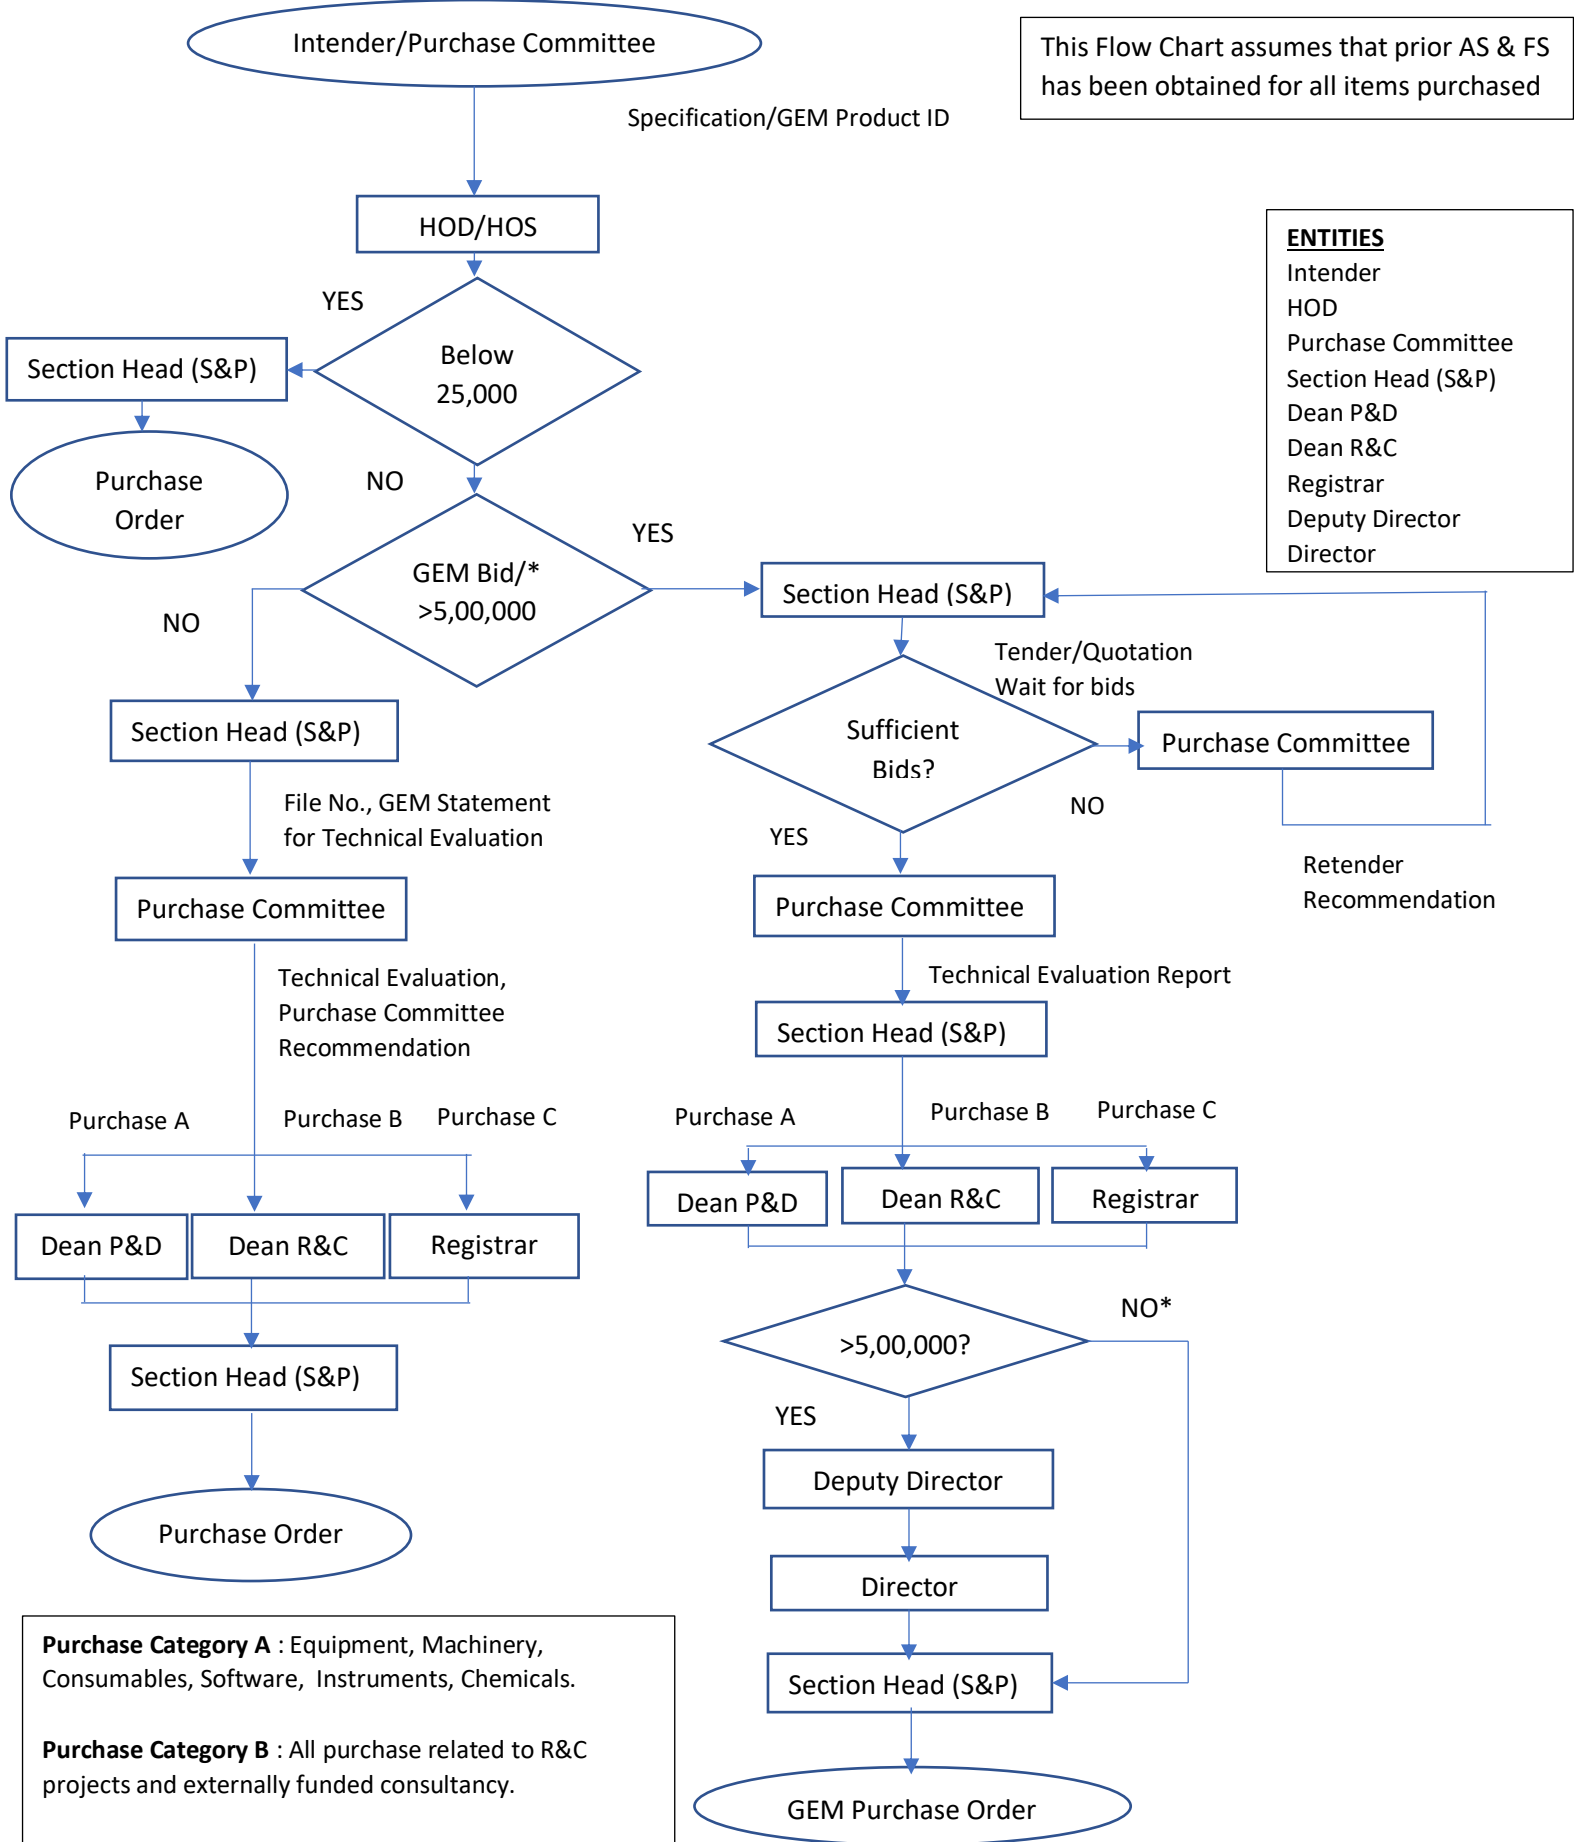 Intender/Purchase Committee
This Flow Chart assumes that prior AS & FS
has been obtained for all items purchased
Specification/GEM Product ID
HOD/HOS
ENTITIES
Intender
HOD
Purchase Committee
Section Head (S&P)
Dean P&D
Dean R&C
Registrar
Deputy Director
Director
YES
Below
25,000
Section Head (S&P)
Purchase
Order
NO
GEM Bid/*
>5,00,000
YES
NO
Section Head (S&P)
Tender/Quotation
Wait for bids
Section Head (S&P)
Sufficient
Bids?
Purchase Committee
NO
YES
Retender
Recommendation
File No., GEM Statement
for Technical Evaluation
Purchase Committee
Purchase Committee
Technical Evaluation,
Purchase Committee
Recommendation
Technical Evaluation Report
Section Head (S&P)
Purchase A
Purchase B
Purchase C
Dean P&D
Dean R&C
Registrar
Purchase A
Purchase B
Purchase C
Dean P&D
Dean R&C
Registrar
Section Head (S&P)
Purchase Order
>5,00,000?
NO*
YES
Deputy Director
Director
Section Head (S&P)
GEM Purchase Order
Purchase Category A : Equipment, Machinery,
Consumables, Software, Instruments, Chemicals.
Purchase Category B : All purchase related to R&C
projects and externally funded consultancy.